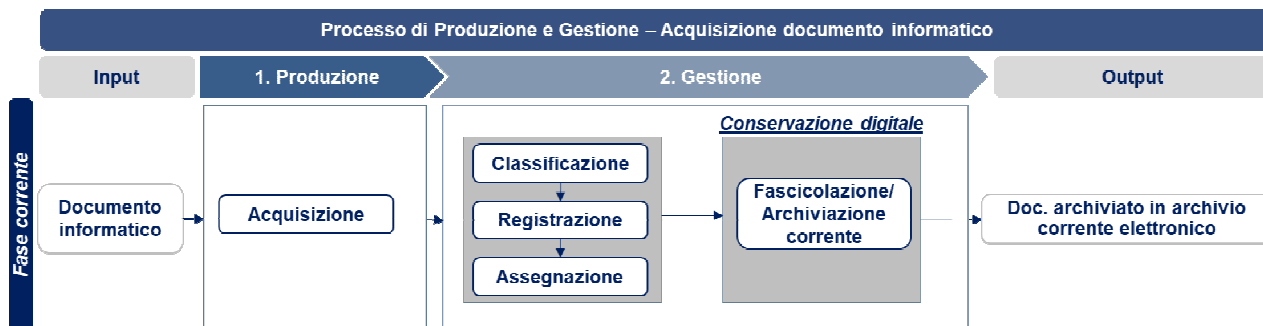 Processo di Produzione e Gestione – Acquisizione documento informatico
Input
1. Produzione
2. Gestione
Output
Fase corrente
Documento
informatico
Acquisizione
Classificazione
Registrazione
Assegnazione
Conservazione digitale
Fascicolazione/
Archiviazione
corrente
Doc. archiviato in archivio
corrente elettronico